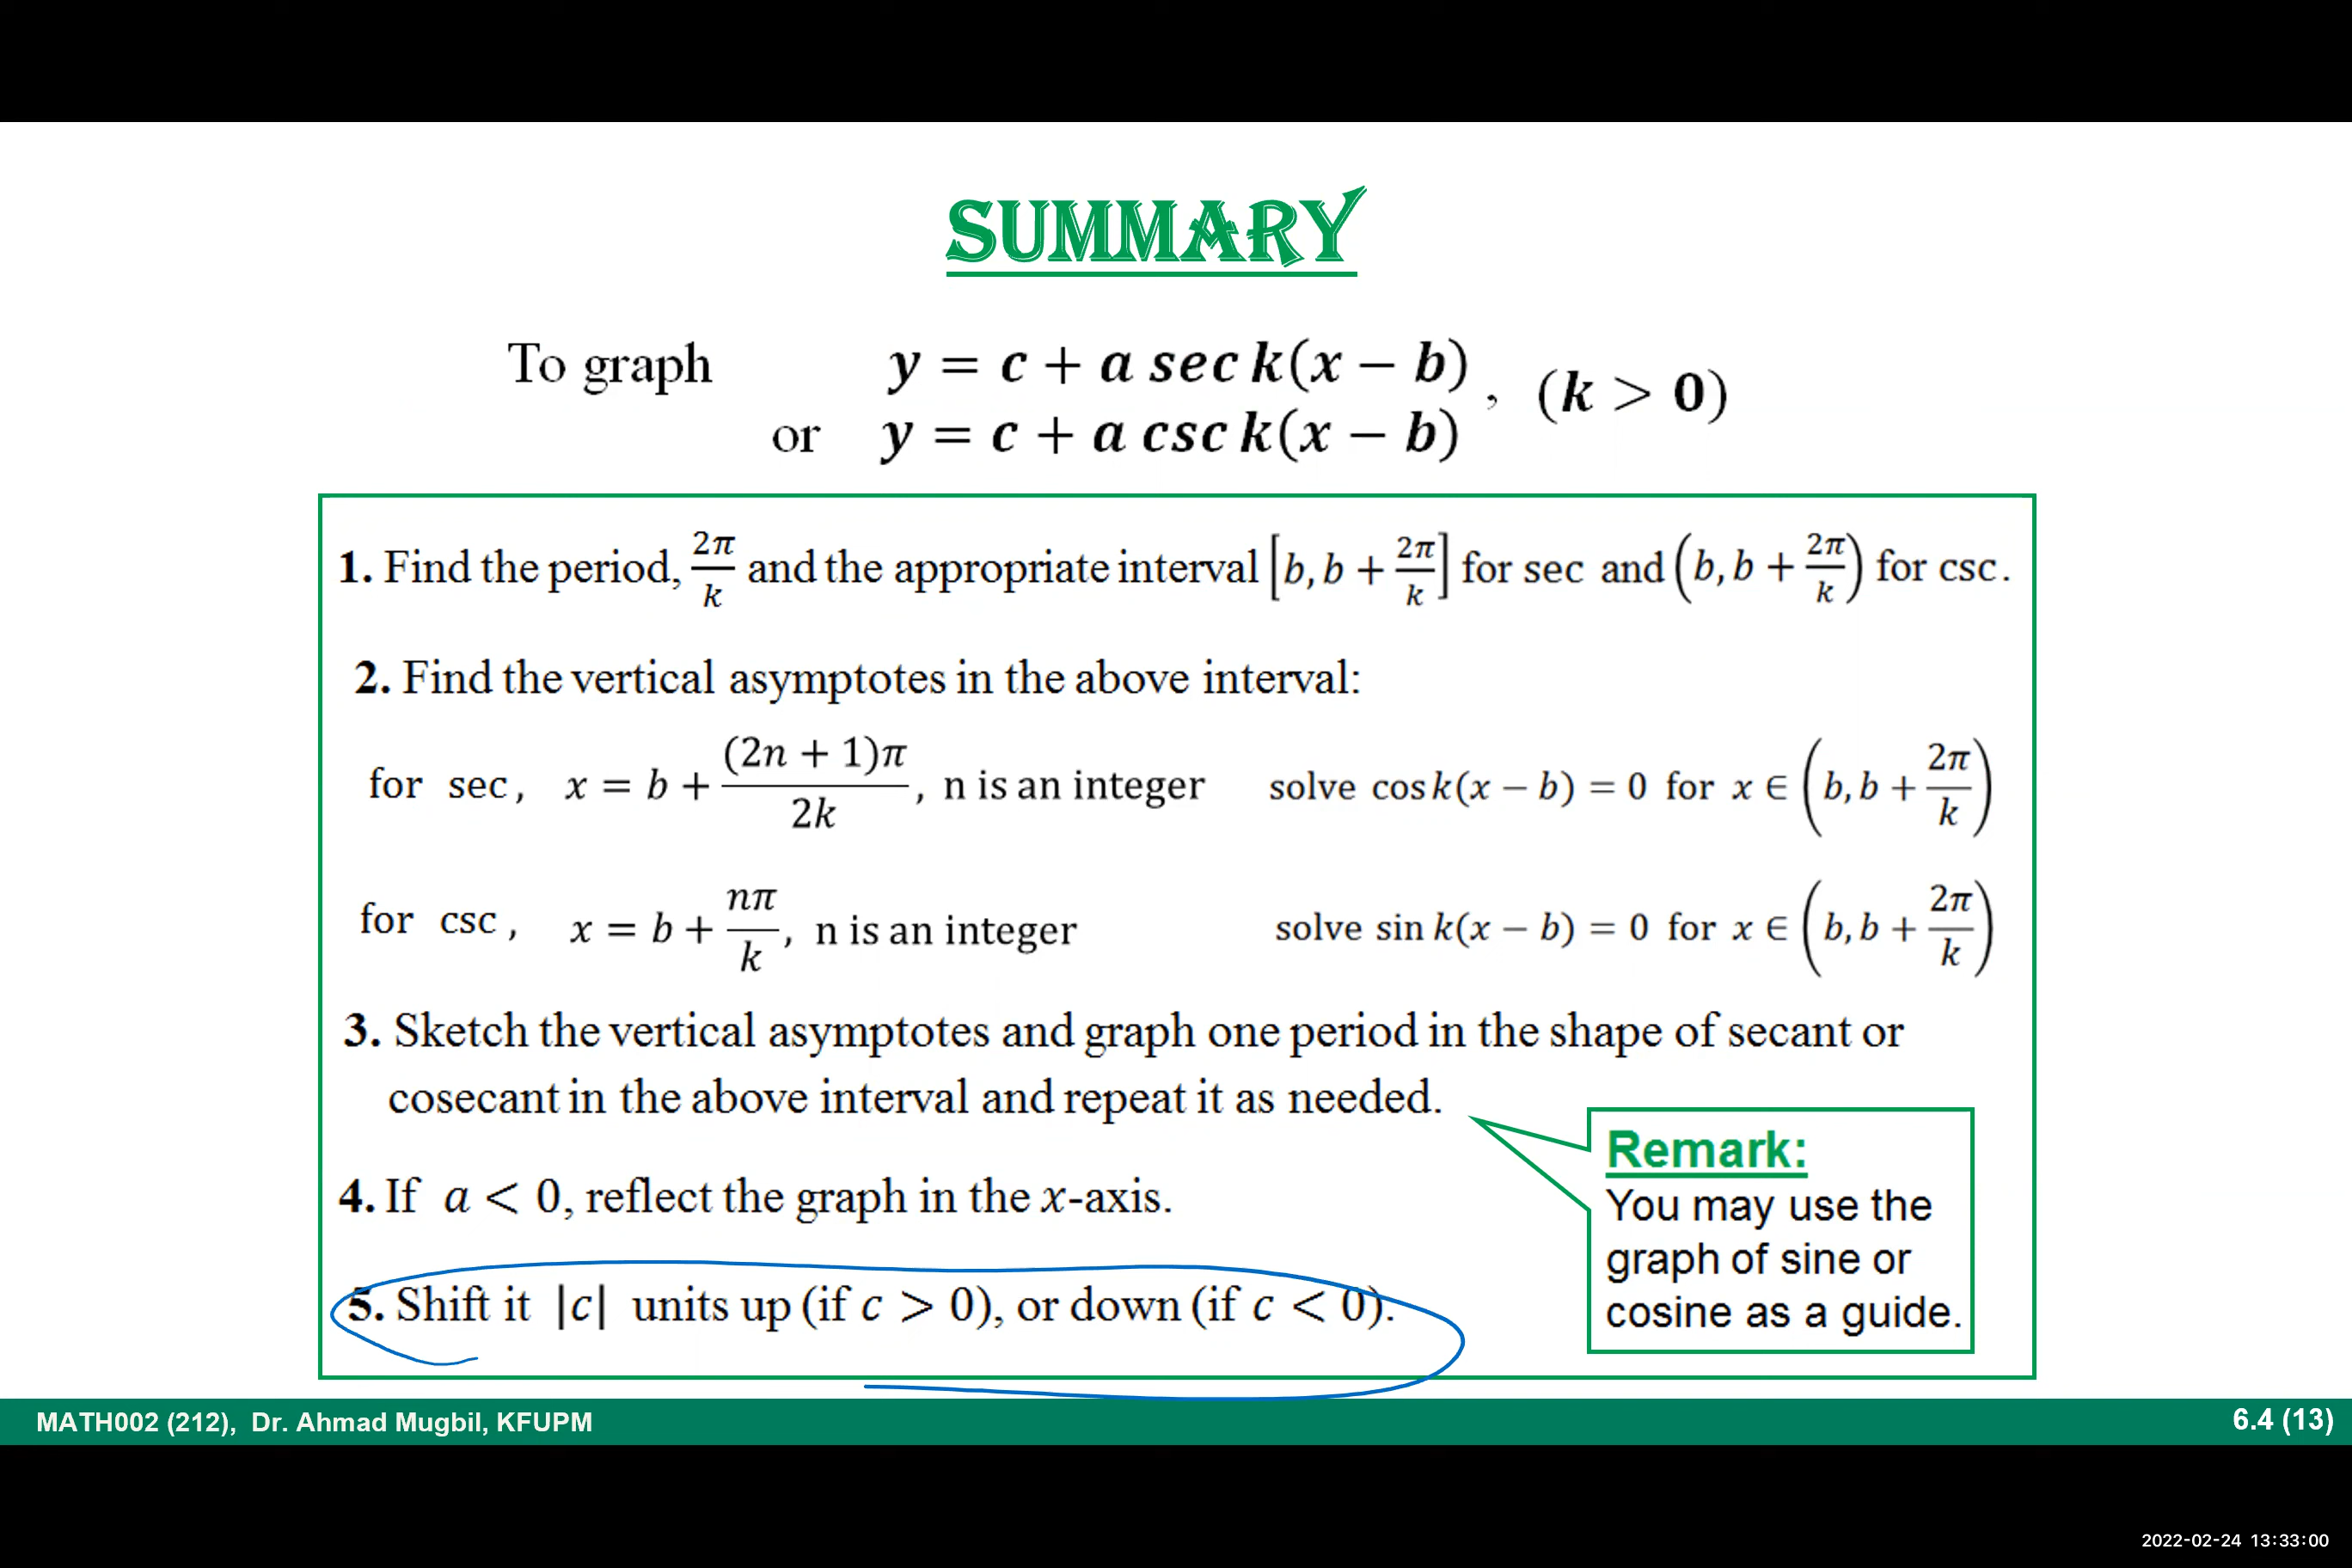 SUMMARY
To graph y = c + a sec k(x − b)
or y = c + a csc k(x − b) , (k > 0)
1. Find the period, 2π/k and the appropriate interval [b, b + 2π/k] for sec and (b, b + 2π/k) for csc.
2. Find the vertical asymptotes in the above interval:
for sec, x = b + (2n + 1)π/2k, n is an integer solve cos k(x − b) = 0 for x ∈ (b, b + 2π/k)
for csc, x = b + nπ/k, n is an integer solve sin k(x − b) = 0 for x ∈ (b, b + 2π/k)
3. Sketch the vertical asymptotes and graph one period in the shape of secant or
cosecant in the above interval and repeat it as needed.
4. If a < 0, reflect the graph in the x-axis.
5. Shift it |c| units up (if c > 0), or down (if c < 0).
Remark:
You may use the
graph of sine or
cosine as a guide.
MATH002 (212), Dr. Ahmad Mugbil, KFUPM
6.4 (13)
2022-02-24 13:33:00